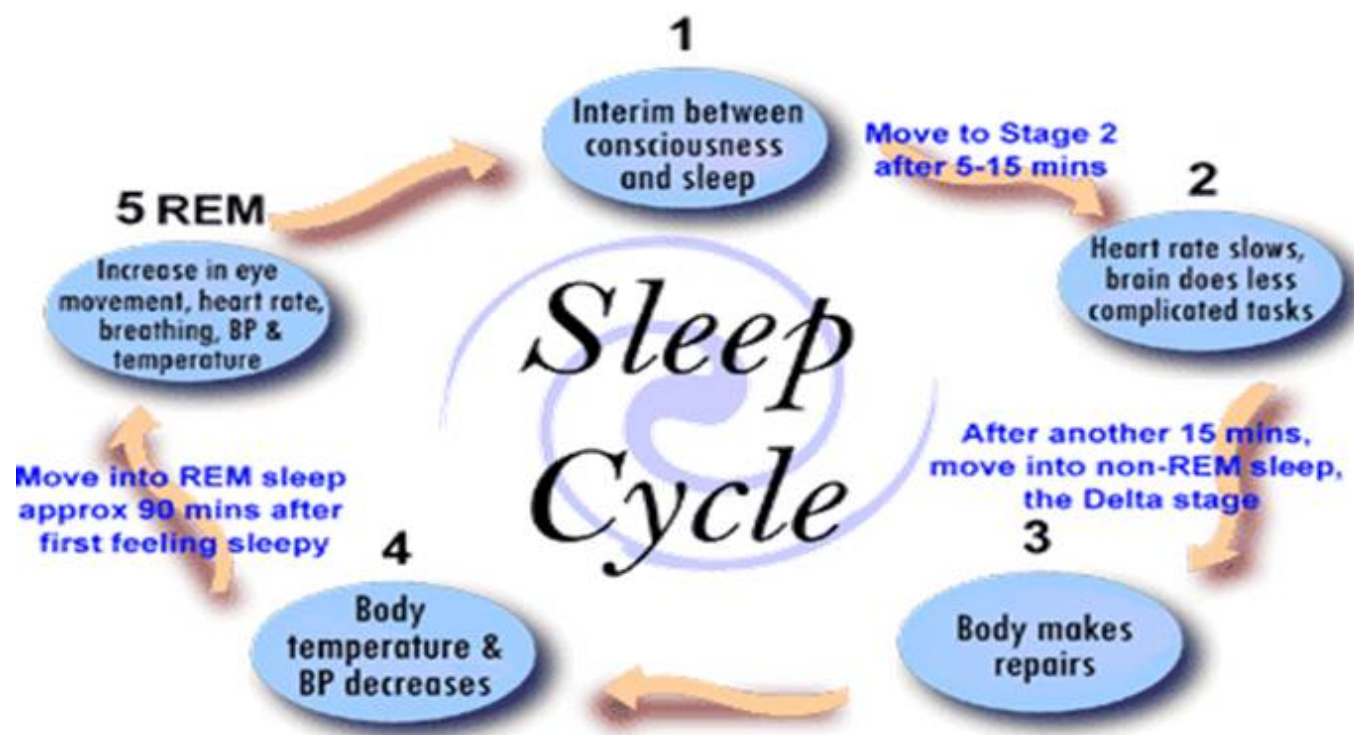 1
Interim between
consciousness
and sleep
Move to Stage 2
after 5-15 mins
2
Heart rate slows,
brain does less
complicated tasks
After another 15 mins,
move into non-REM sleep,
the Delta stage
3
Body makes
repairs
4
Body
temperature &
BP decreases
Move into REM sleep
approx 90 mins after
first feeling sleepy
5 REM
Increase in eye
movement, heart rate,
breathing, BP &
temperature
Sleep
Cycle